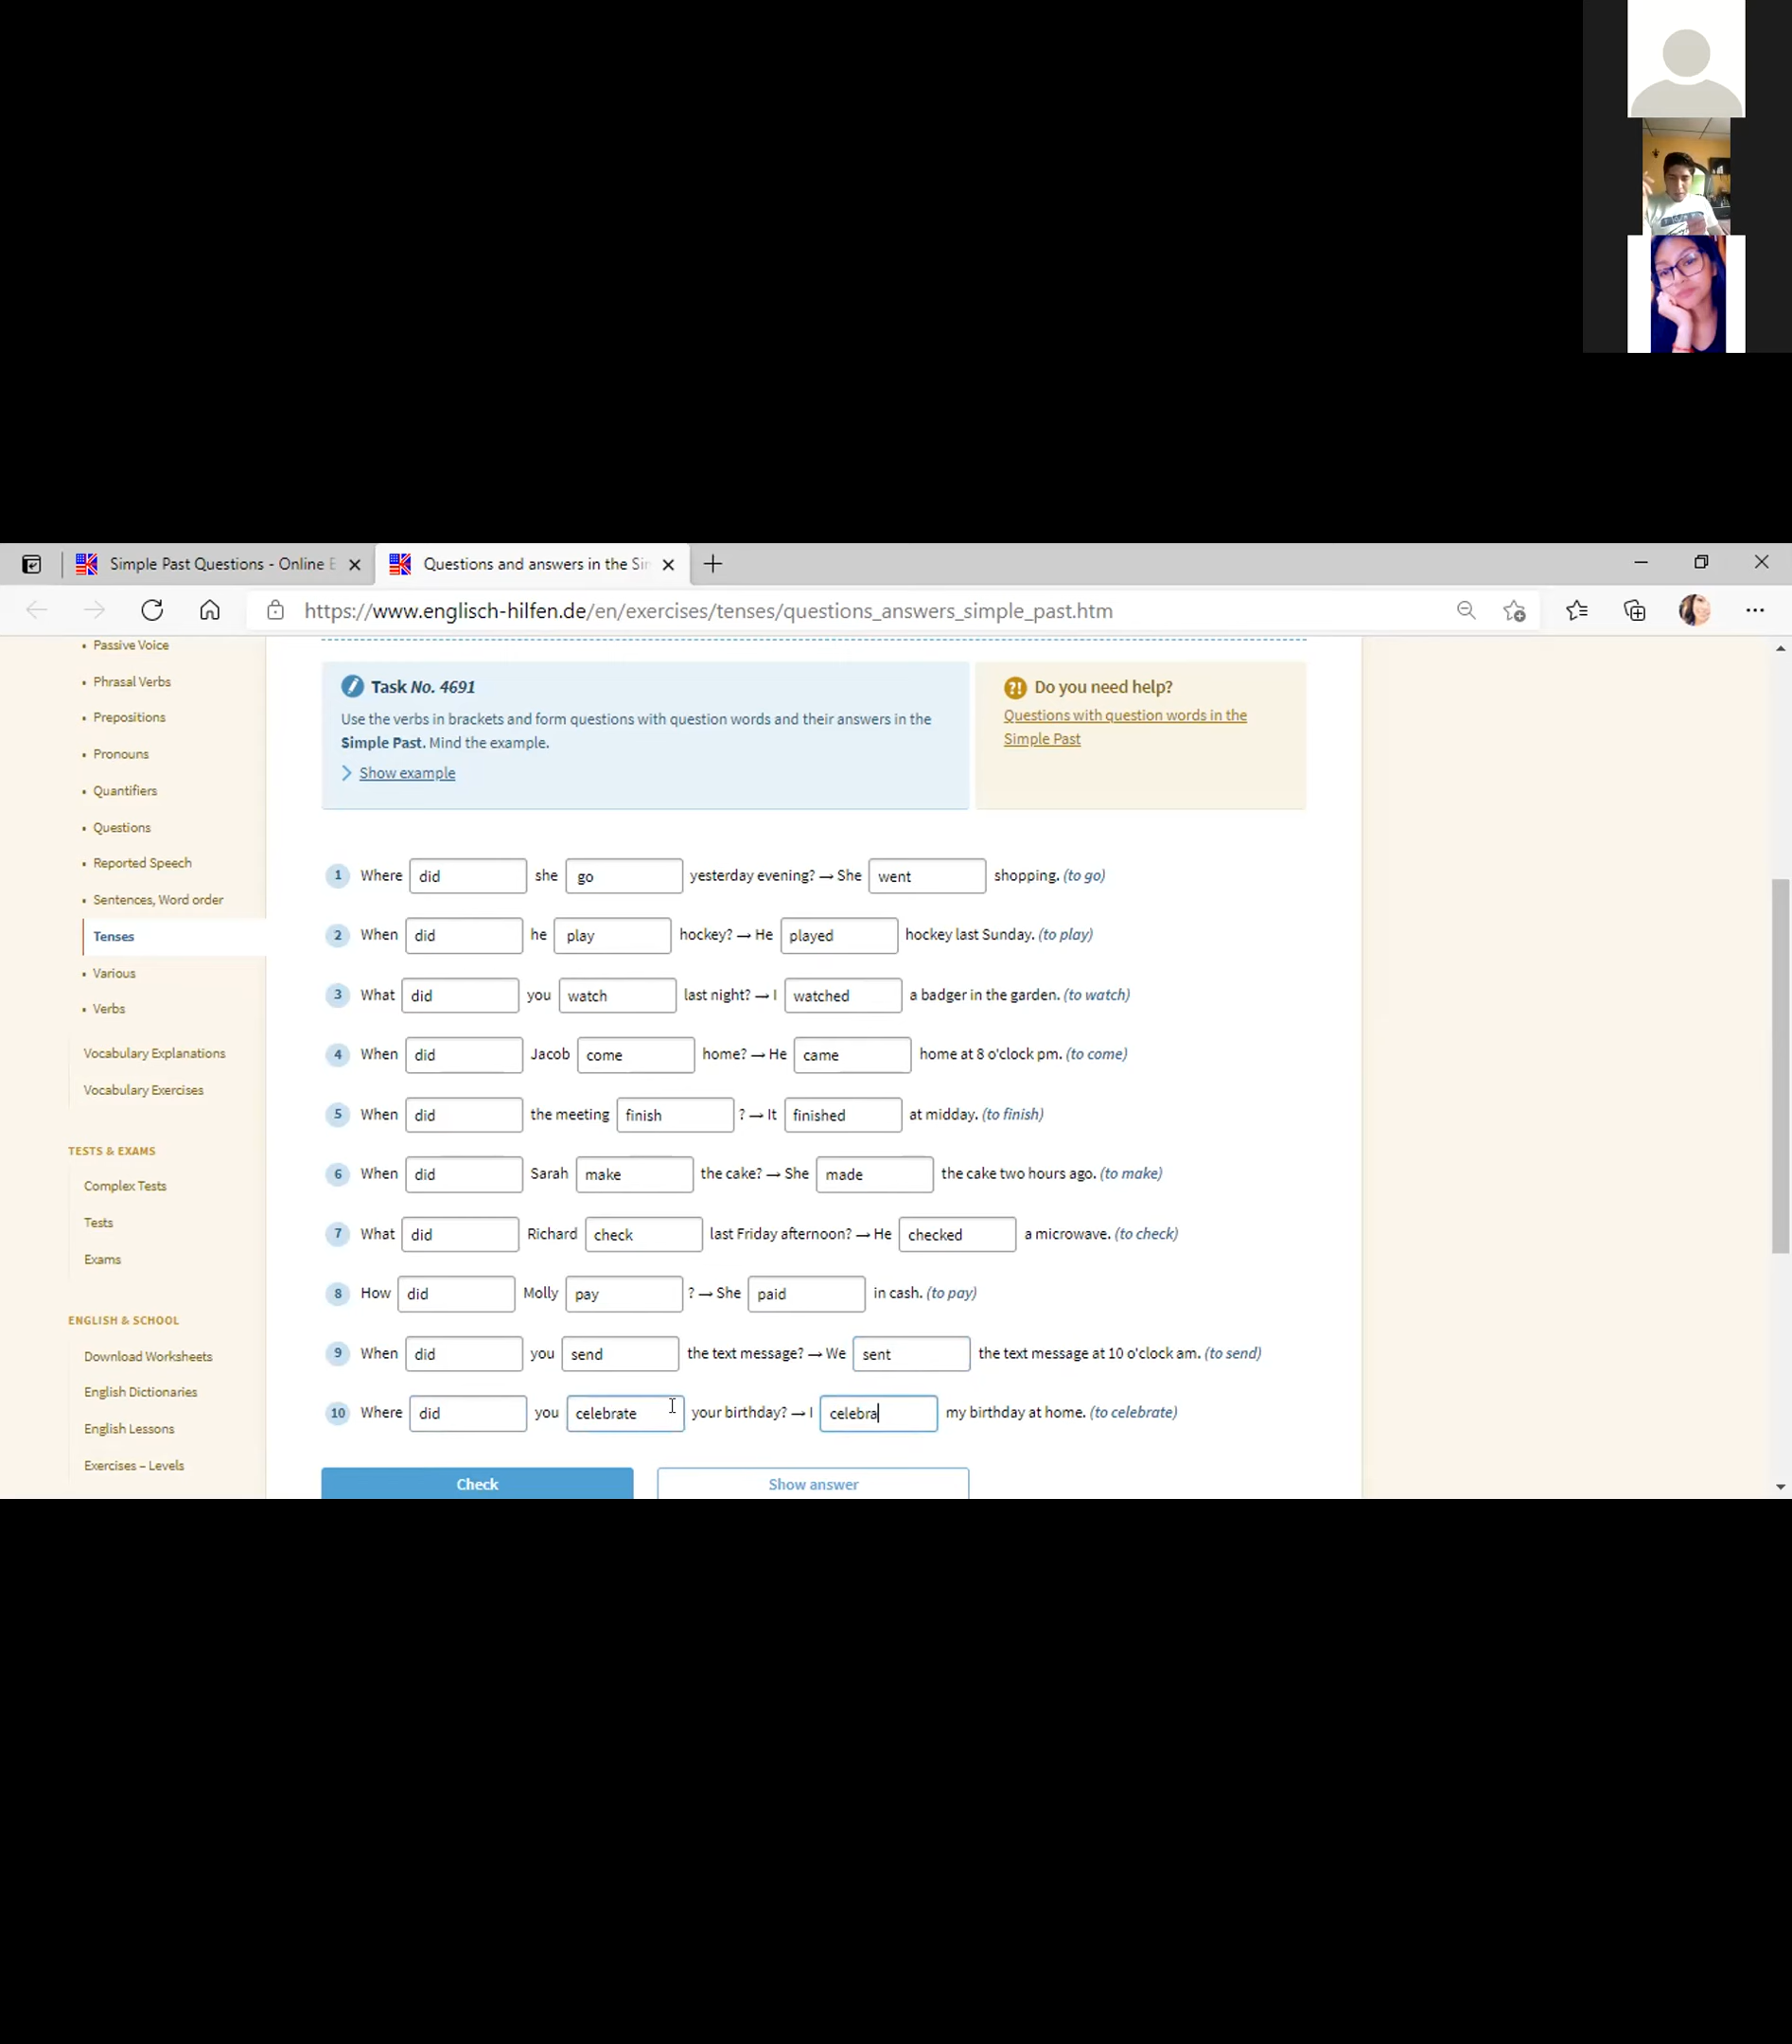 Simple Past Questions - Online E
Questions and answers in the Sir
https://www.englisch-hilfen.de/en/exercises/tenses/questions_answers_simple_past.htm
Passive Voice
Phrasal Verbs
Prepositions
Pronouns
Quantifiers
Questions
Reported Speech
Sentences, Word order
Tenses
Various
Verbs
Vocabulary Explanations
Vocabulary Exercises
TESTS & EXAMS
Complex Tests
Tests
Exams
ENGLISH & SCHOOL
Download Worksheets
English Dictionaries
English Lessons
Exercises – Levels
Task No. 4691
Use the verbs in brackets and form questions with question words and their answers in the
Simple Past. Mind the example.
Show example
?! Do you need help?
Questions with question words in the
Simple Past
1 Where did she go yesterday evening? → She went shopping. (to go)
2 When did he play hockey? → He played hockey last Sunday. (to play)
3 What did you watch last night? → I watched a badger in the garden. (to watch)
4 When did Jacob come home? → He came home at 8 o'clock pm. (to come)
5 When did the meeting finish ? → It finished at midday. (to finish)
6 When did Sarah make the cake? → She made the cake two hours ago. (to make)
7 What did Richard check last Friday afternoon? → He checked a microwave. (to check)
8 How did Molly pay ? → She paid in cash. (to pay)
9 When did you send the text message? → We sent the text message at 10 o'clock am. (to send)
10 Where did you celebrate your birthday? → I celebra my birthday at home. (to celebrate)
Check
Show answer